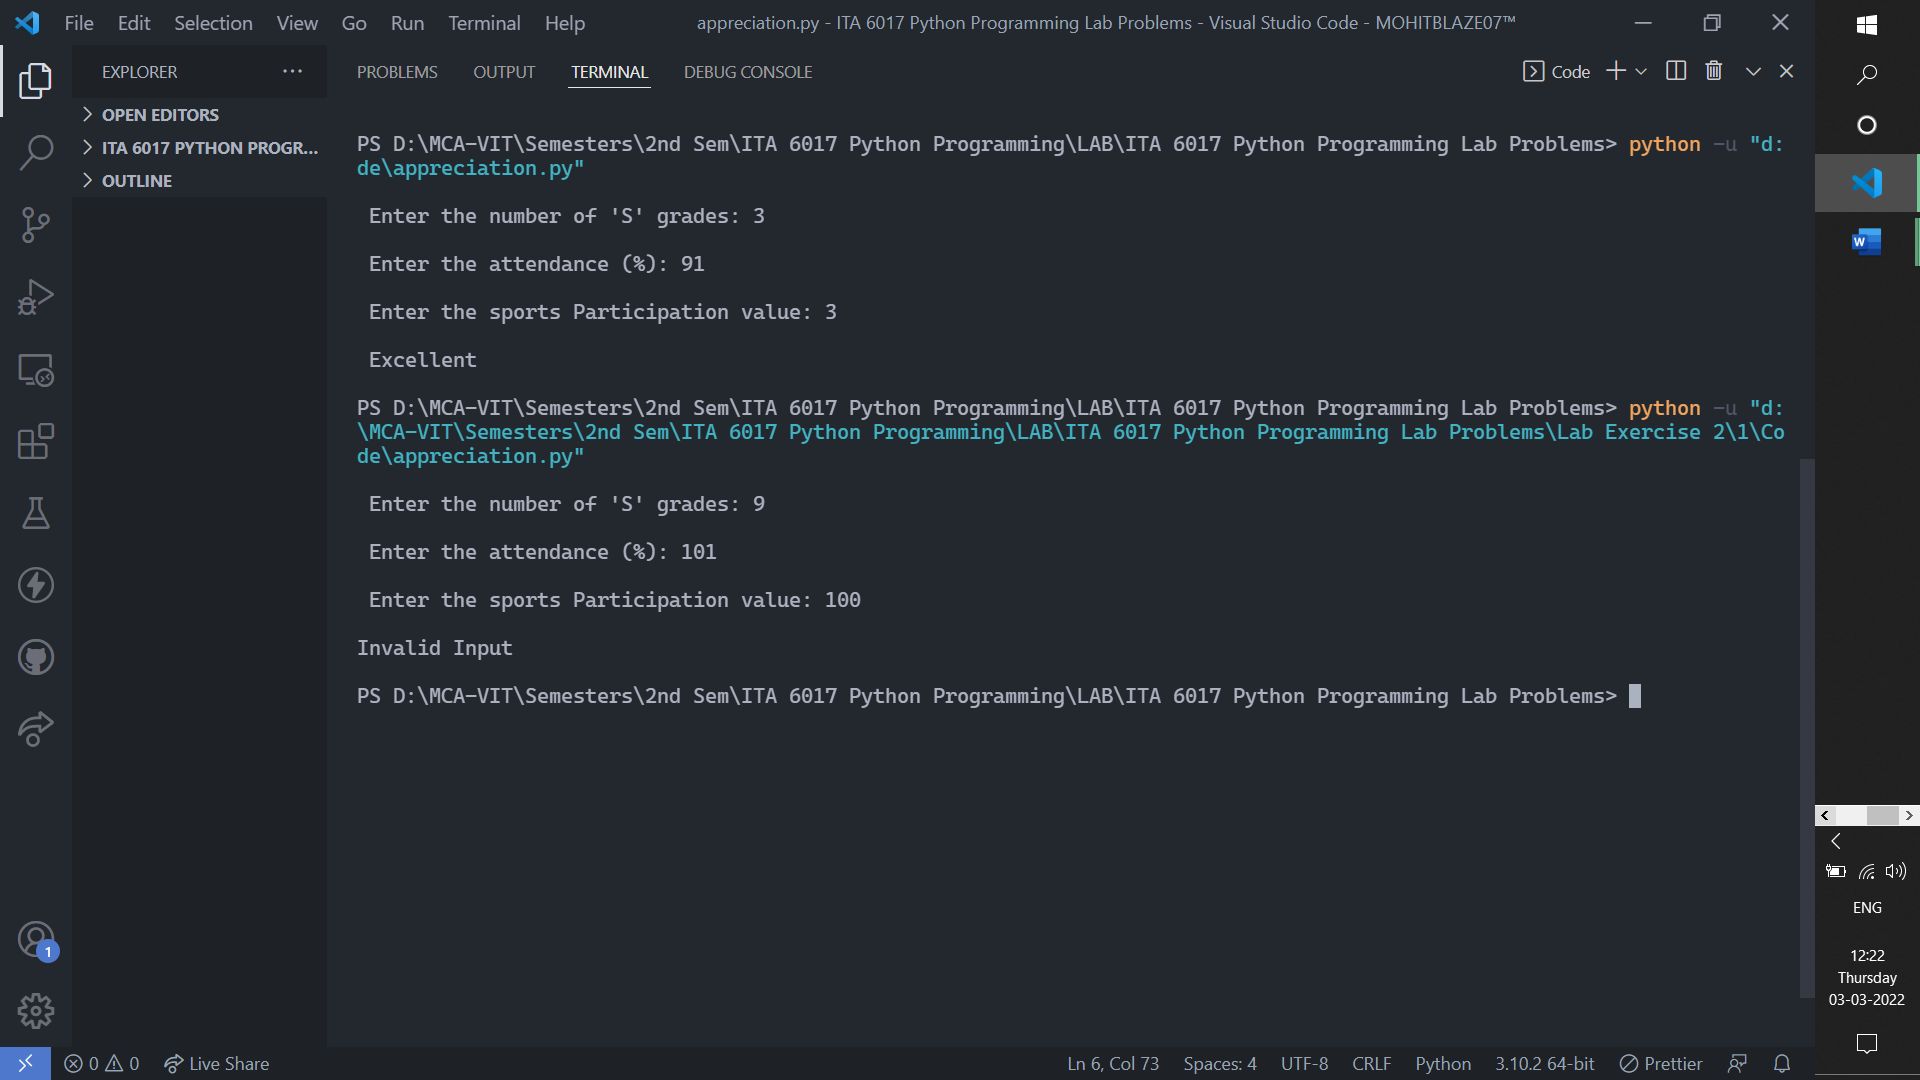 File Edit Selection View Go Run Terminal Help
appreciation.py - ITA 6017 Python Programming Lab Problems - Visual Studio Code - MOHITBLAZE07™
EXPLORER
OPEN EDITORS
ITA 6017 PYTHON PROGR...
OUTLINE
PROBLEMS OUTPUT TERMINAL DEBUG CONSOLE
Code
PS D:\MCA-VIT\Semesters\2nd Sem\ITA 6017 Python Programming\LAB\ITA 6017 Python Programming Lab Problems> python -u "d:
de\appreciation.py"
Enter the number of 'S' grades: 3
Enter the attendance (%): 91
Enter the sports Participation value: 3
Excellent
PS D:\MCA-VIT\Semesters\2nd Sem\ITA 6017 Python Programming\LAB\ITA 6017 Python Programming Lab Problems> python -u "d:
\MCA-VIT\Semesters\2nd Sem\ITA 6017 Python Programming\LAB\ITA 6017 Python Programming Lab Problems\Lab Exercise 2\1\Co
de\appreciation.py"
Enter the number of 'S' grades: 9
Enter the attendance (%): 101
Enter the sports Participation value: 100
Invalid Input
PS D:\MCA-VIT\Semesters\2nd Sem\ITA 6017 Python Programming\LAB\ITA 6017 Python Programming Lab Problems>
1
0 0 Live Share
Ln 6, Col 73 Spaces: 4 UTF-8 CRLF Python 3.10.2 64-bit Prettier
W
ENG
12:22
Thursday
03-03-2022